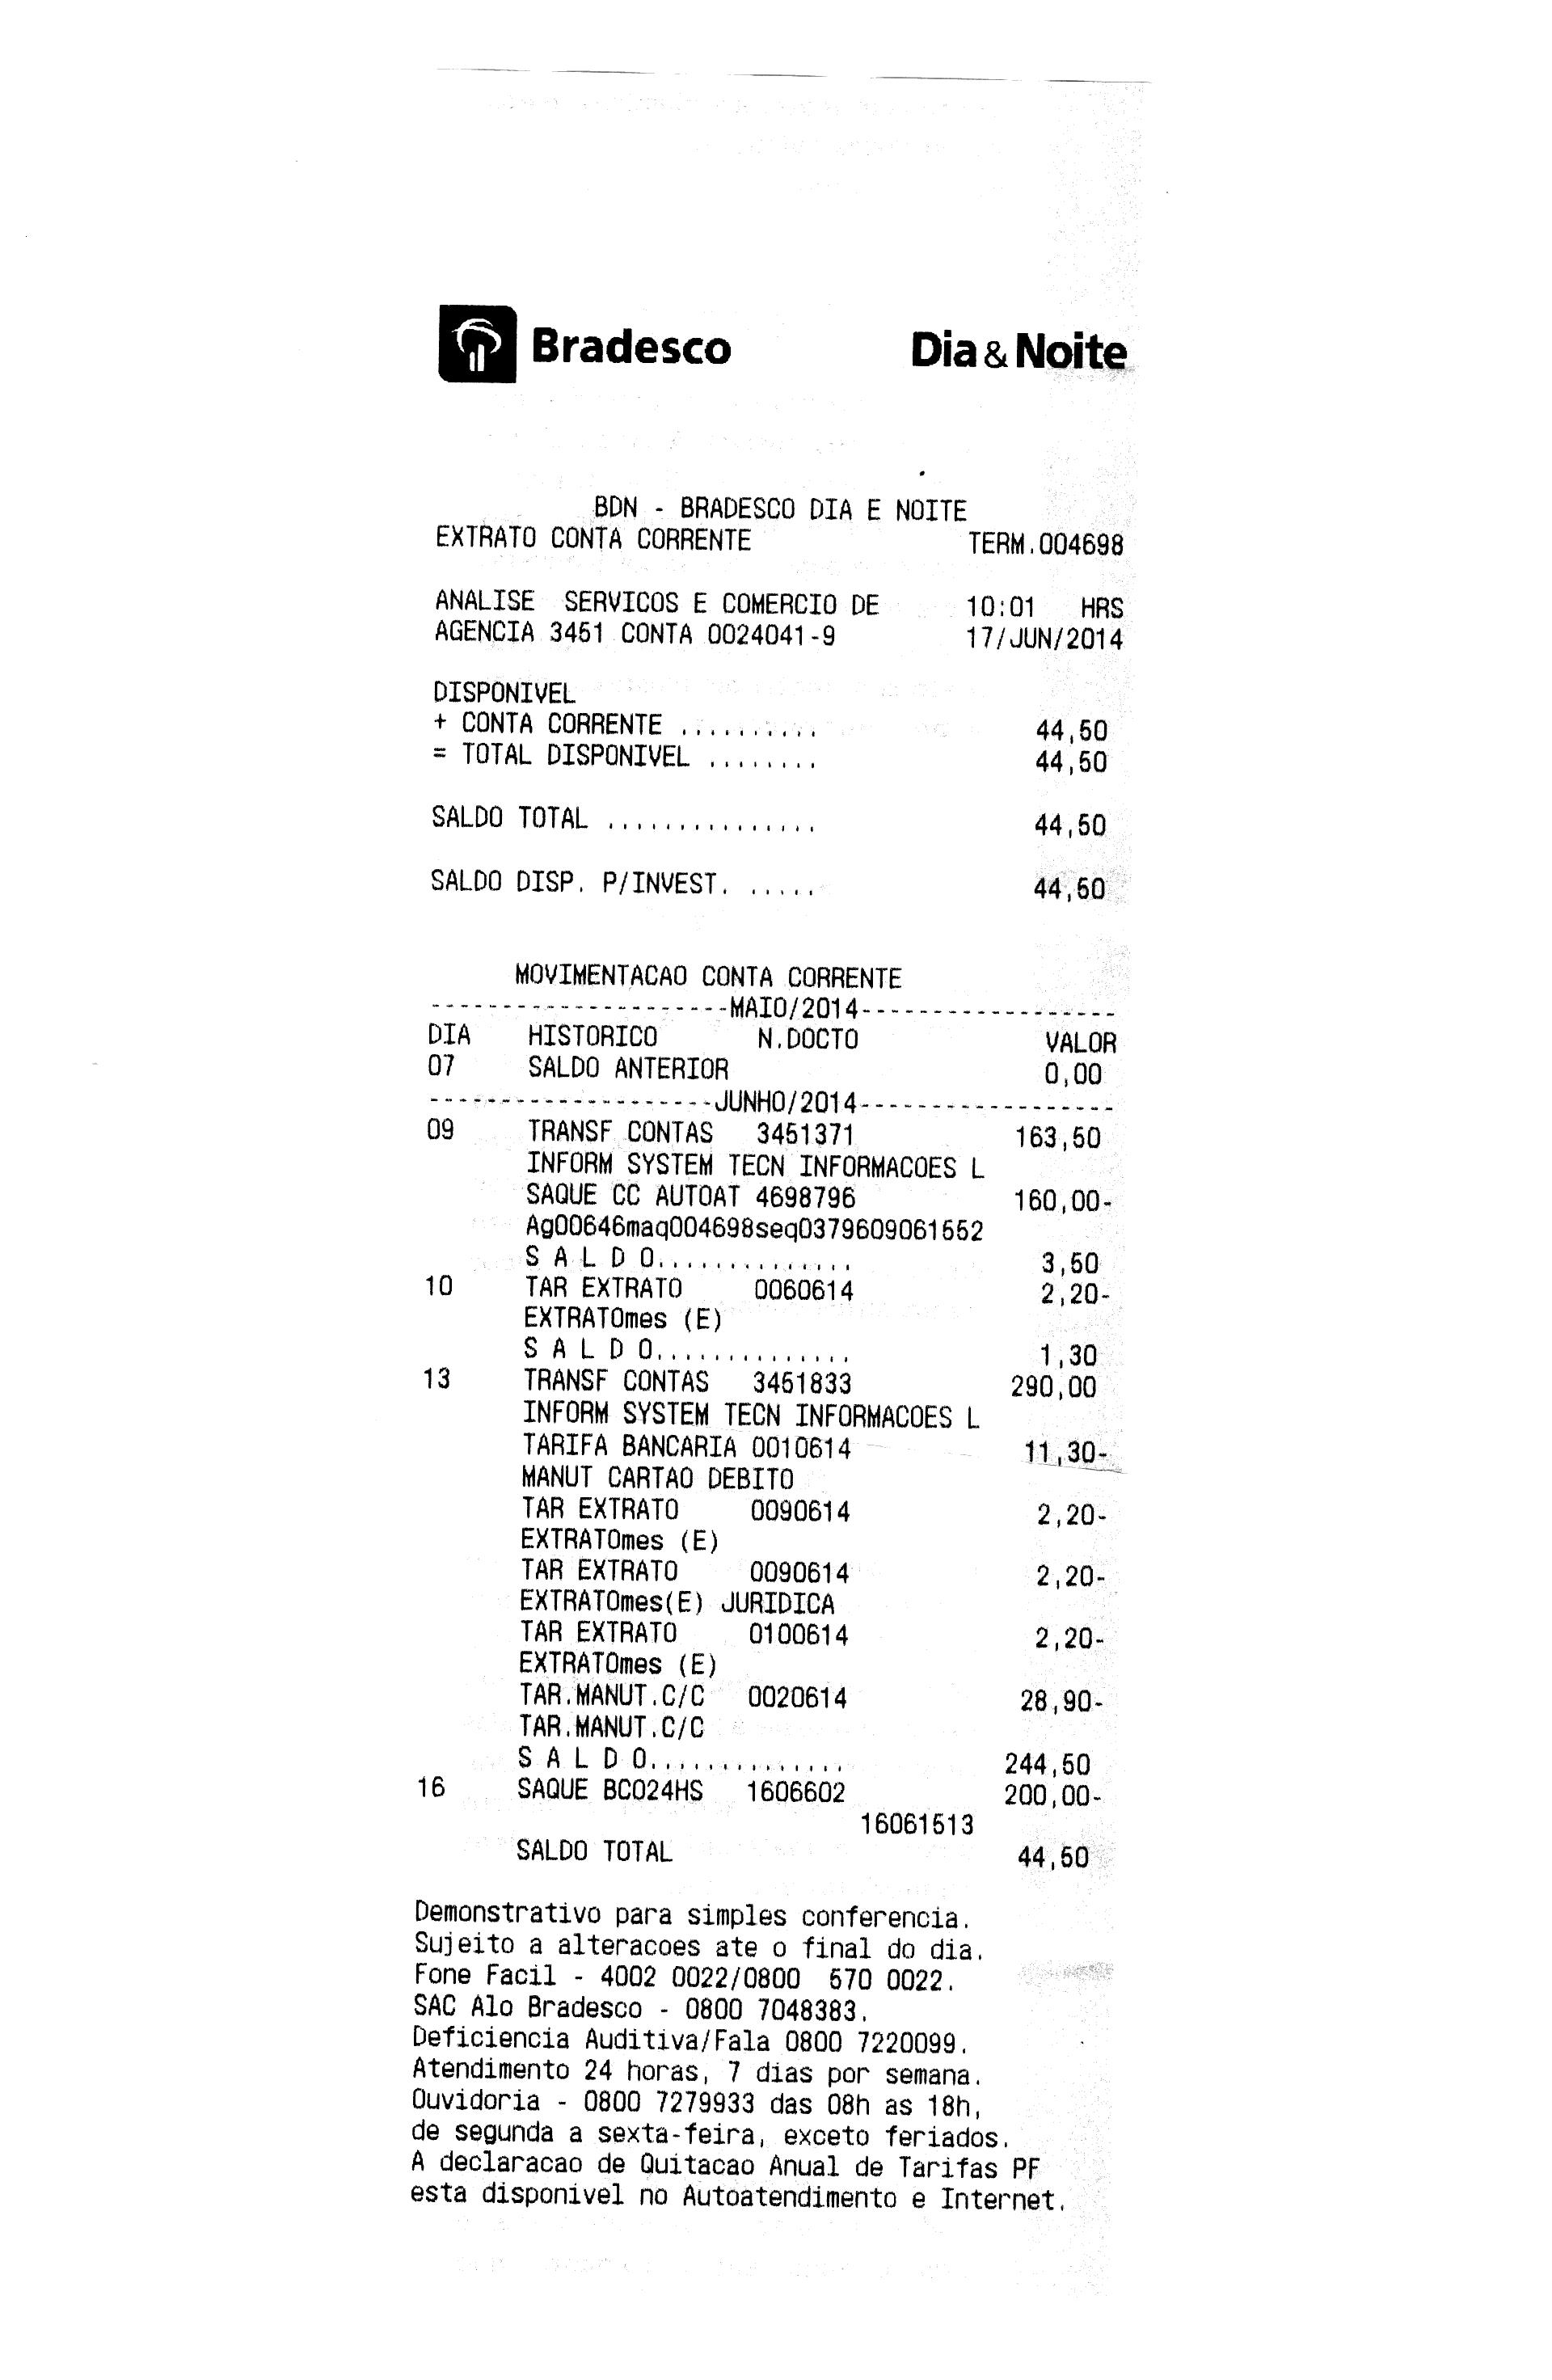 Bradesco Dia & Noite
BDN - BRADESCO DIA E NOITE
EXTRATO CONTA CORRENTE TERM.004698
ANALISE SERVICOS E COMERCIO DE 10:01 HRS
AGENCIA 3451 CONTA 0024041-9 17/JUN/2014
DISPONIVEL
+ CONTA CORRENTE .......... 44,50
= TOTAL DISPONIVEL ........ 44,50
SALDO TOTAL ............... 44,50
SALDO DISP. P/INVEST. ..... 44,50
MOVIMENTACAO CONTA CORRENTE
---------------------MAIO/2014------------------
DIA HISTORICO N.DOCTO VALOR
07 SALDO ANTERIOR 0,00
--------------------JUNHO/2014------------------
09 TRANSF CONTAS 3451371 163,50
INFORM SYSTEM TECN INFORMACOES L
SAQUE CC AUTOAT 4698796 160,00-
Ag00646maq004698seq0379609061552
S A L D O.............. 3,50
10 TAR EXTRATO 0060614 2,20-
EXTRATOmes (E)
S A L D O.............. 1,30
13 TRANSF CONTAS 3451833 290,00
INFORM SYSTEM TECN INFORMACOES L
TARIFA BANCARIA 0010614 11,30-
MANUT CARTAO DEBITO
TAR EXTRATO 0090614 2,20-
EXTRATOmes (E)
TAR EXTRATO 0090614 2,20-
EXTRATOmes(E) JURIDICA
TAR EXTRATO 0100614 2,20-
EXTRATOmes (E)
TAR.MANUT.C/C 0020614 28,90-
TAR.MANUT.C/C
S A L D O.............. 244,50
16 SAQUE BCO24HS 1606602 200,00-
16061513
SALDO TOTAL 44,50
Demonstrativo para simples conferencia.
Sujeito a alteracoes ate o final do dia.
Fone Facil - 4002 0022/0800 570 0022.
SAC Alo Bradesco - 0800 7048383.
Deficiencia Auditiva/Fala 0800 7220099.
Atendimento 24 horas, 7 dias por semana.
Ouvidoria - 0800 7279933 das 08h as 18h,
de segunda a sexta-feira, exceto feriados.
A declaracao de Quitacao Anual de Tarifas PF
esta disponivel no Autoatendimento e Internet.